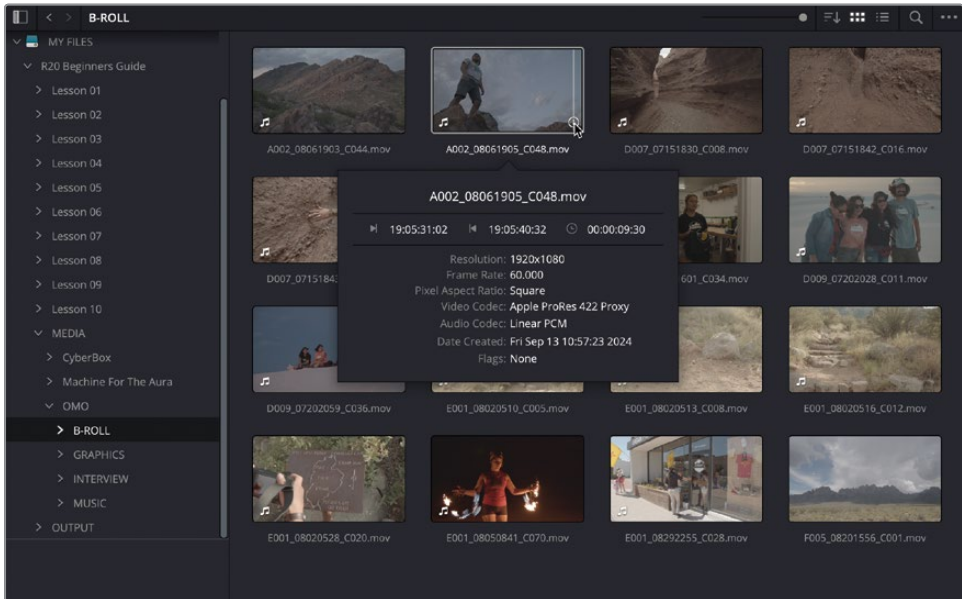 B-ROLL
MY FILES
R20 Beginners Guide
Lesson 01
Lesson 02
Lesson 03
Lesson 04
Lesson 05
Lesson 06
Lesson 07
Lesson 08
Lesson 09
Lesson 10
MEDIA
CyberBox
Machine For The Aura
OMO
B-ROLL
GRAPHICS
INTERVIEW
MUSIC
OUTPUT
A002_08061903_C044.mov
A002_08061905_C048.mov
D007_07151830_C008.mov
D007_07151842_C016.mov
A002_08061905_C048.mov
19:05:31:02 19:05:40:32 00:00:09:30
Resolution: 1920x1080
Frame Rate: 60.000
Pixel Aspect Ratio: Square
Video Codec: Apple ProRes 422 Proxy
Audio Codec: Linear PCM
Date Created: Fri Sep 13 10:57:23 2024
Flags: None
D007_0715184
601_C034.mov
D009_07202028_C011.mov
D009_07202059_C036.mov
E001_08020510_C005.mov
E001_08020513_C008.mov
E001_08020516_C012.mov
E001_08020528_C020.mov
E001_08050841_C070.mov
E001_08292255_C028.mov
F005_08201556_C001.mov